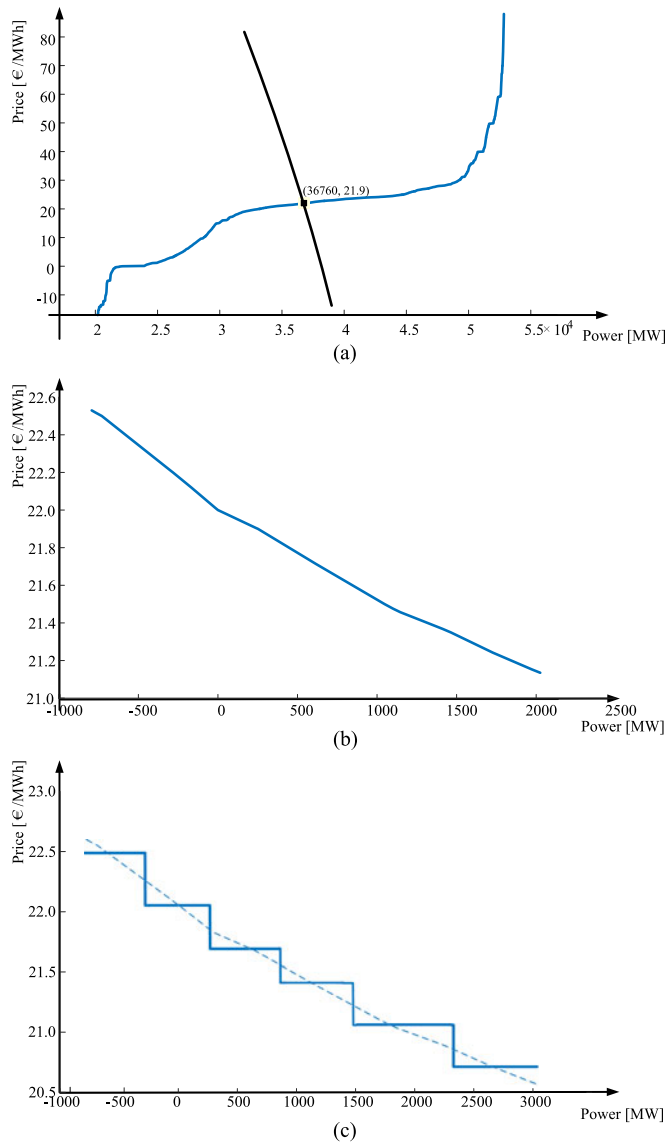 Price [€/MWh]
80
70
60
50
40
30
20
10
0
-10
(36760, 21.9)
2 2.5 3 3.5 4 4.5 5 5.5 × 10⁴
Power [MW]
(a)
Price [€/MWh]
22.6
22.4
22.2
22.0
21.8
21.6
21.4
21.2
21.0
-1000 -500 0 500 1000 1500 2000 2500
Power [MW]
(b)
Price [€/MWh]
23.0
22.5
22.0
21.5
21.0
20.5
-1000 -500 0 500 1000 1500 2000 2500 3000
Power [MW]
(c)